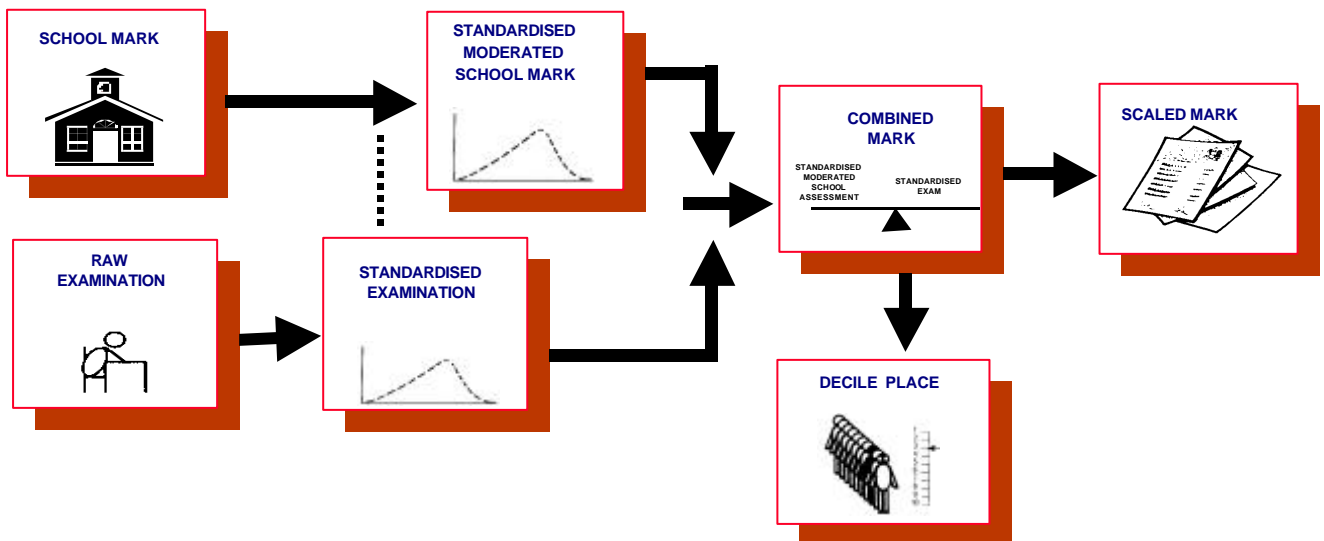 SCHOOL MARK
STANDARDISED
MODERATED
SCHOOL MARK
COMBINED
MARK
STANDARDISED
MODERATED
SCHOOL
ASSESSMENT
STANDARDISED
EXAM
SCALED MARK
RAW
EXAMINATION
STANDARDISED
EXAMINATION
DECILE PLACE